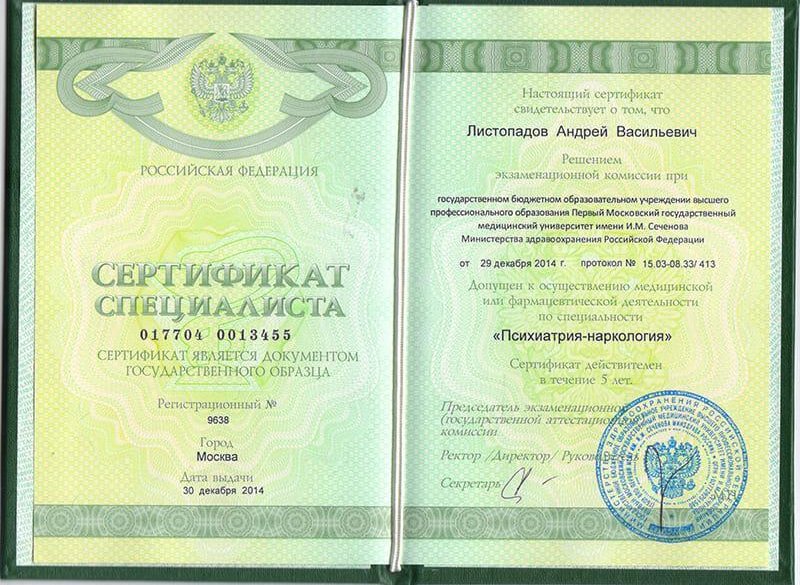 РОССИЙСКАЯ ФЕДЕРАЦИЯ
СЕРТИФИКАТ
СПЕЦИАЛИСТА
017704 0013455
СЕРТИФИКАТ ЯВЛЯЕТСЯ ДОКУМЕНТОМ
ГОСУДАРСТВЕННОГО ОБРАЗЦА
Регистрационный №
9638
Город
Москва
Дата выдачи
30 декабря 2014
Настоящий сертификат
свидетельствует о том, что
Листопадов Андрей Васильевич
Решением
экзаменационной комиссии при
государственном бюджетном образовательном учреждении высшего
профессионального образования Первый Московский государственный
медицинский университет имени И.М. Сеченова
Министерства здравоохранения Российской Федерации
от 29 декабря 2014 г. протокол № 15.03-08.33/ 413
Допущен к осуществлению медицинской
или фармацевтической деятельности
по специальности
«Психиатрия-наркология»
Сертификат действителен
в течение 5 лет.
Председатель экзаменационной
(государственной аттестационной)
комиссии
Ректор /Директор/ Руководитель
Секретарь